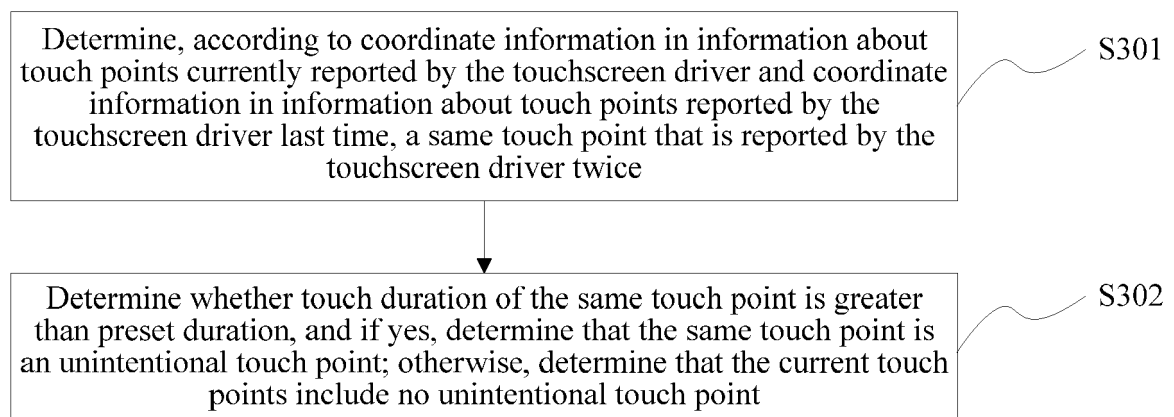 Determine, according to coordinate information in information about
touch points currently reported by the touchscreen driver and coordinate
information in information about touch points reported by the
touchscreen driver last time, a same touch point that is reported by the
touchscreen driver twice
S301
Determine whether touch duration of the same touch point is greater
than preset duration, and if yes, determine that the same touch point is
an unintentional touch point; otherwise, determine that the current touch
points include no unintentional touch point
S302